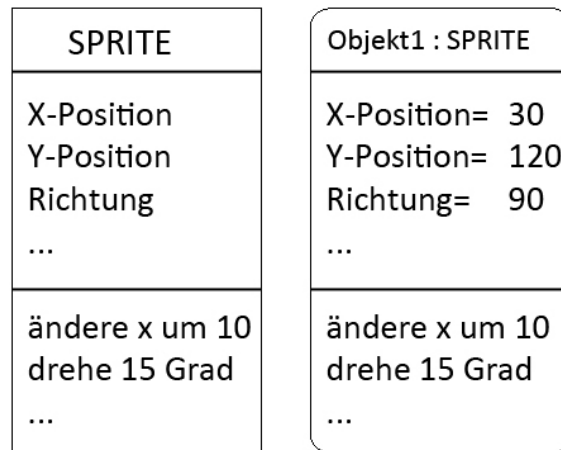 SPRITE
X-Position
Y-Position
Richtung
...
ändere x um 10
drehe 15 Grad
...
Objekt1 : SPRITE
X-Position= 30
Y-Position= 120
Richtung= 90
...
ändere x um 10
drehe 15 Grad
...